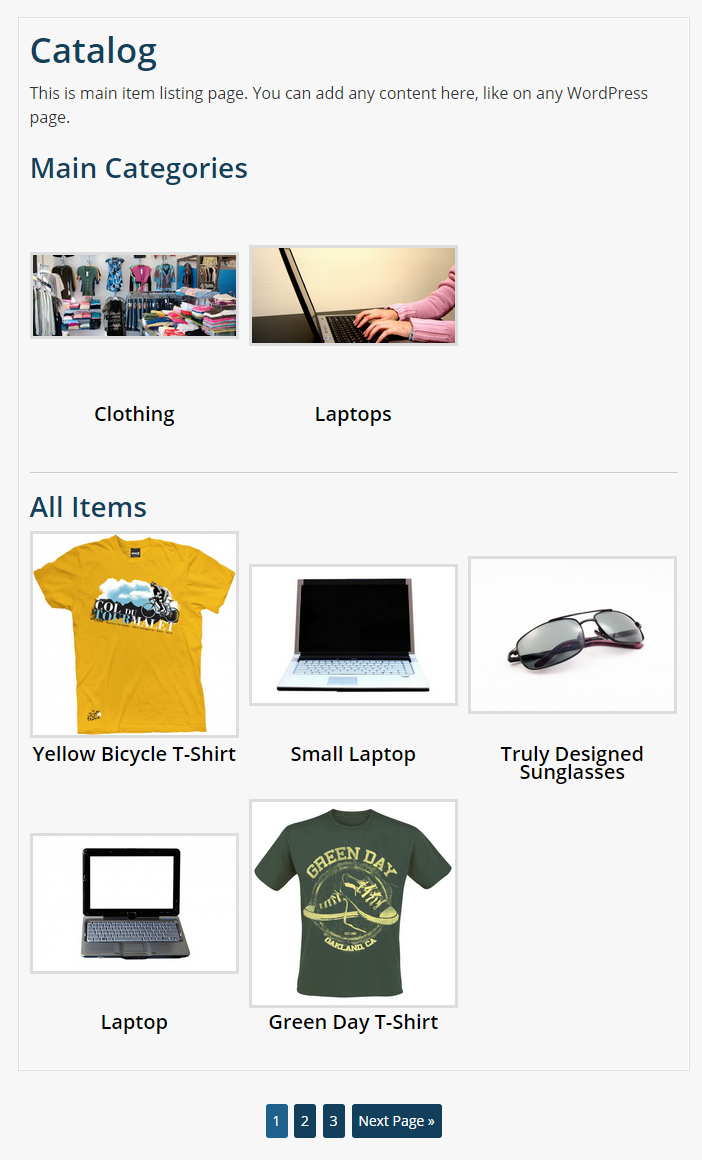 Catalog
This is main item listing page. You can add any content here, like on any WordPress
page.
Main Categories
Clothing
Laptops
All Items
COL DU
TOURMALET
Yellow Bicycle T-Shirt
Small Laptop
Truly Designed
Sunglasses
GREEN DAY
OAKLAND, CA
Laptop
Green Day T-Shirt
1
2
3
Next Page »